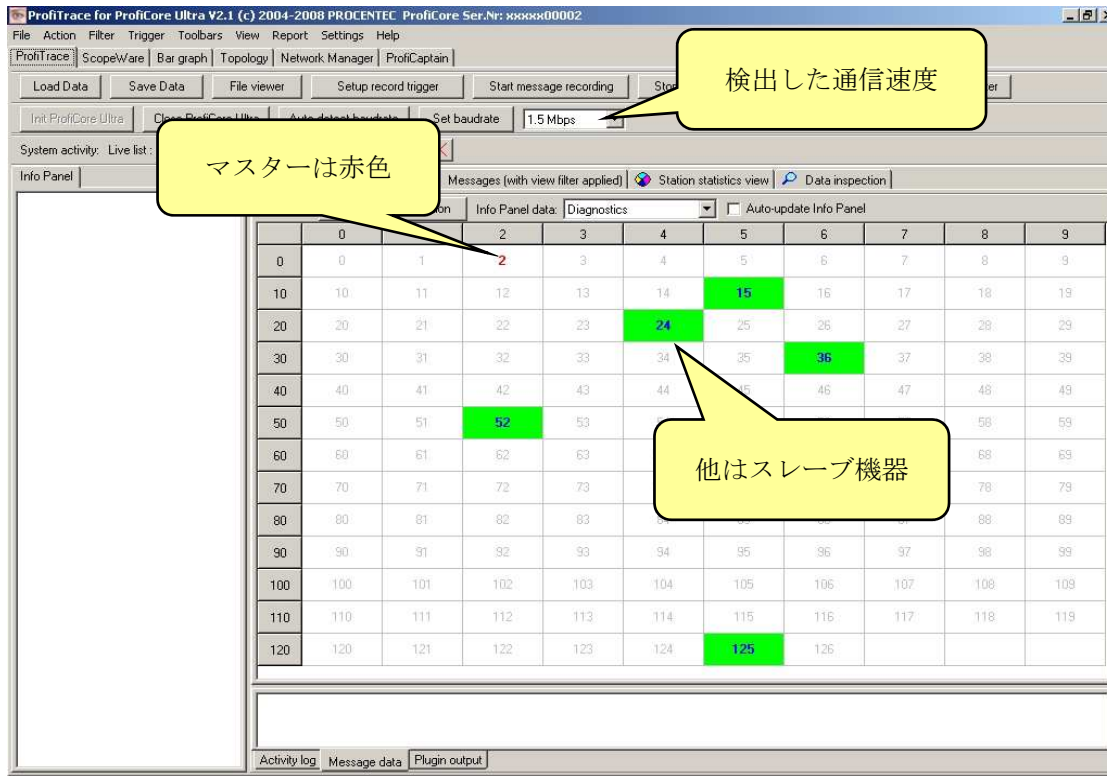 ProfiTrace for ProfiCore Ultra V2.1 (c) 2004-2008 PROCENTEC ProfiCore Ser.Nr: xxxxx00002
File Action Filter Trigger Toolbars View Report Settings Help
ProfiTrace ScopeWare Bar graph Topology Network Manager ProfiCaptain
Load Data Save Data File viewer Setup record trigger Start message recording
検出した通信速度
Init ProfiCore Ultra Set baudrate 1.5 Mbps
System activity: Live list :
マスターは赤色
Info Panel Messages (with view filter applied) Station statistics view Data inspection
Info Panel data: Diagnostics Auto-update Info Panel
0 2 3 4 5 6 7 8 9
0 0 1 2 3 4 5 6 7 8 9
10 10 11 12 13 14 15 16 17 18 19
20 20 21 22 23 24 25 26 27 28 29
30 30 31 32 33 34 35 36 37 38 39
40 40 41 42 43 44 45 46 47 48 49
50 50 51 52 53 58 59
60 60 61 62 63 68 69
他はスレーブ機器
70 70 71 72 73 78 79
80 80 81 82 83 88 89
90 90 91 92 93 94 95 96 97 98 99
100 100 101 102 103 104 105 106 107 108 109
110 110 111 112 113 114 115 116 117 118 119
120 120 121 122 123 124 125 126
Activity log Message data Plugin output